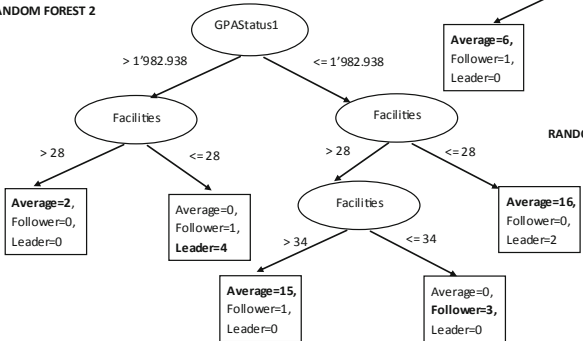 ANDOM FOREST 2
GPAStatus1
> 1'982.938
<= 1'982.938
Average=6,
Follower=1,
Leader=0
Facilities
Facilities
RANDO
> 28
<= 28
> 28
<= 28
Average=2,
Follower=0,
Leader=0
Average=0,
Follower=1,
Leader=4
Facilities
Average=16,
Follower=0,
Leader=2
> 34
<= 34
Average=15,
Follower=1,
Leader=0
Average=0,
Follower=3,
Leader=0